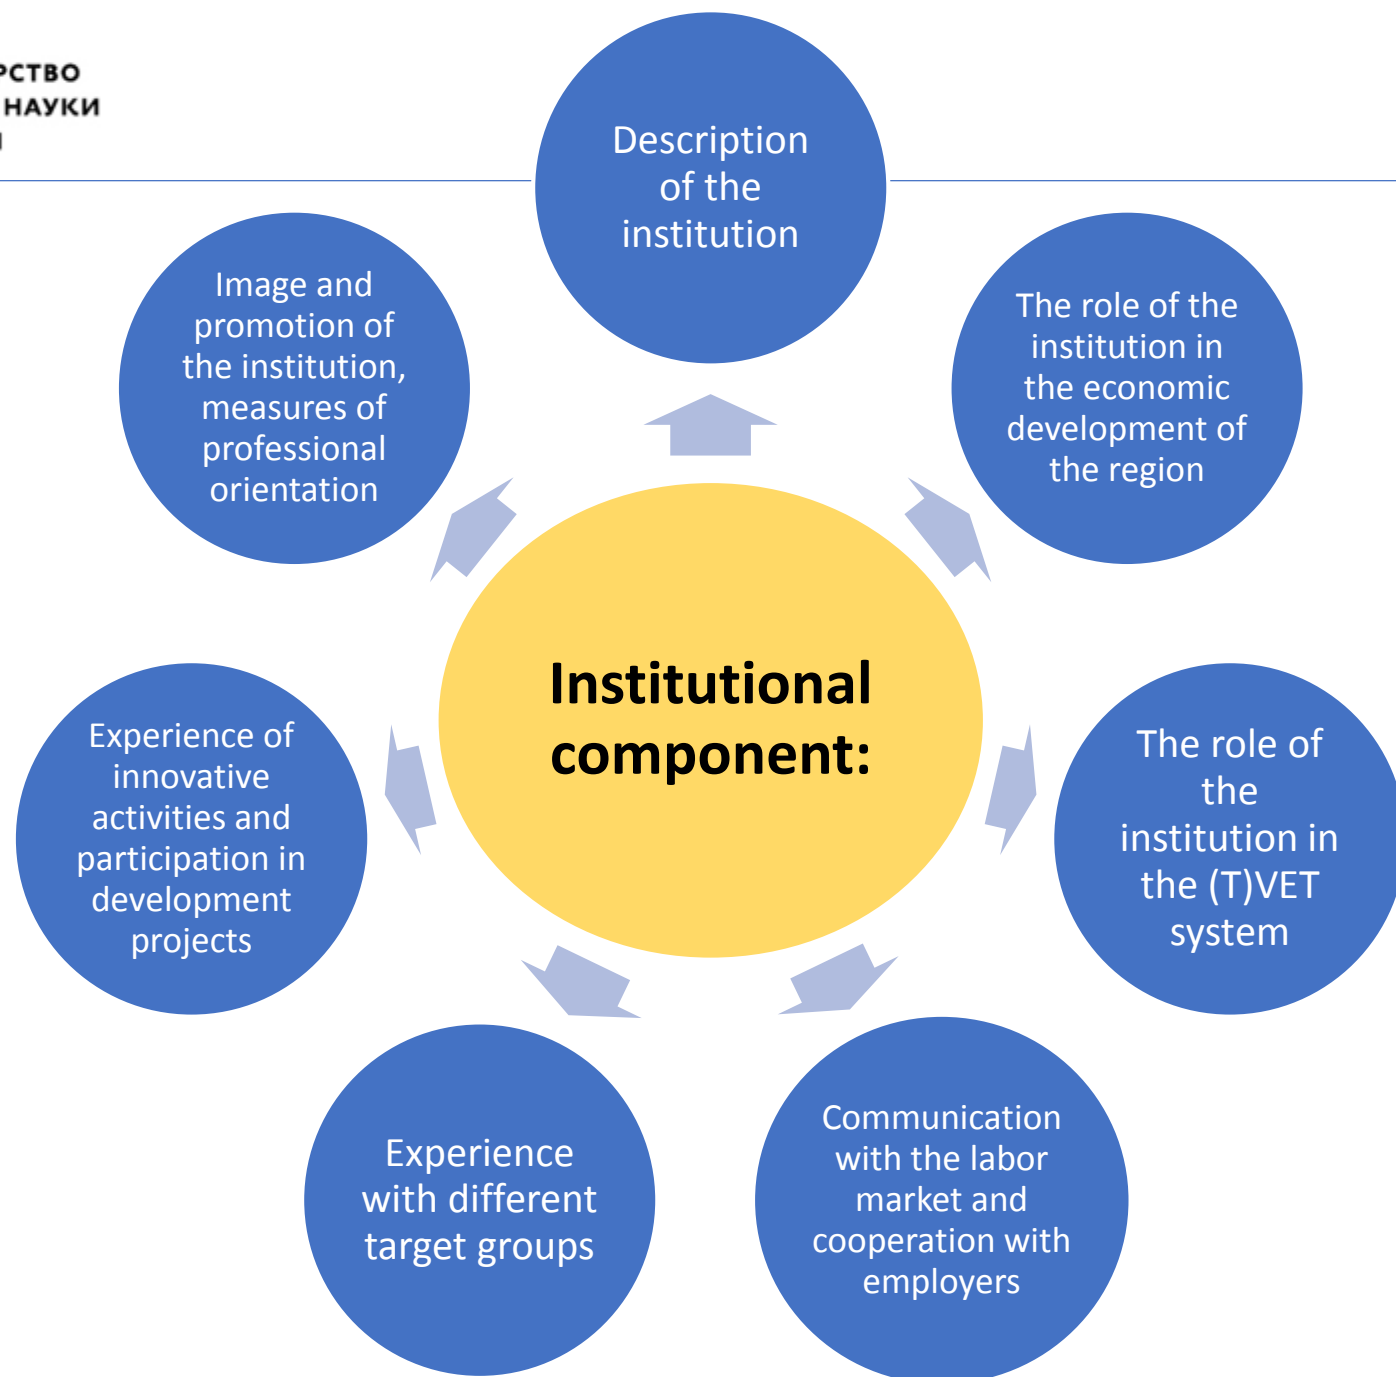 НАУКИ
Description
of the
institution
Image and
promotion of
the institution,
measures of
professional
orientation
The role of the
institution in
the economic
development of
the region
Institutional
component:
Experience of
innovative
activities and
participation in
development
projects
The role of
the
institution in
the (T)VET
system
Experience
with different
target groups
Communication
with the labor
market and
cooperation with
employers